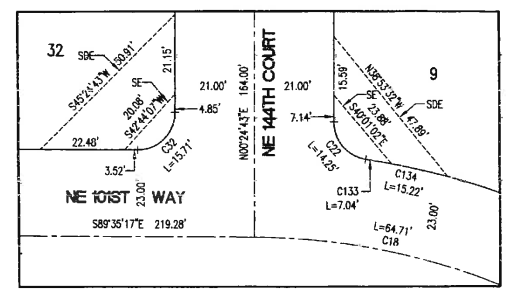 32
SDE
50.91'
S45°24'43"W
21.15'
SE
20.08'
S42°44'07"W
4.85'
22.48'
3.52'
C32
L=15.71'
21.00'
N00°24'43"E 164.00'
NE 144TH COURT
21.00'
15.59'
N38°53'32"W
9
SE
SDE
23.88'
47.89'
S40°01'02"E
7.14'
C22
L=14.25'
C134
L=15.22'
C133
L=7.04'
NE 101ST WAY
23.00'
S89°35'17"E 219.28'
L=64.71'
C18
23.00'